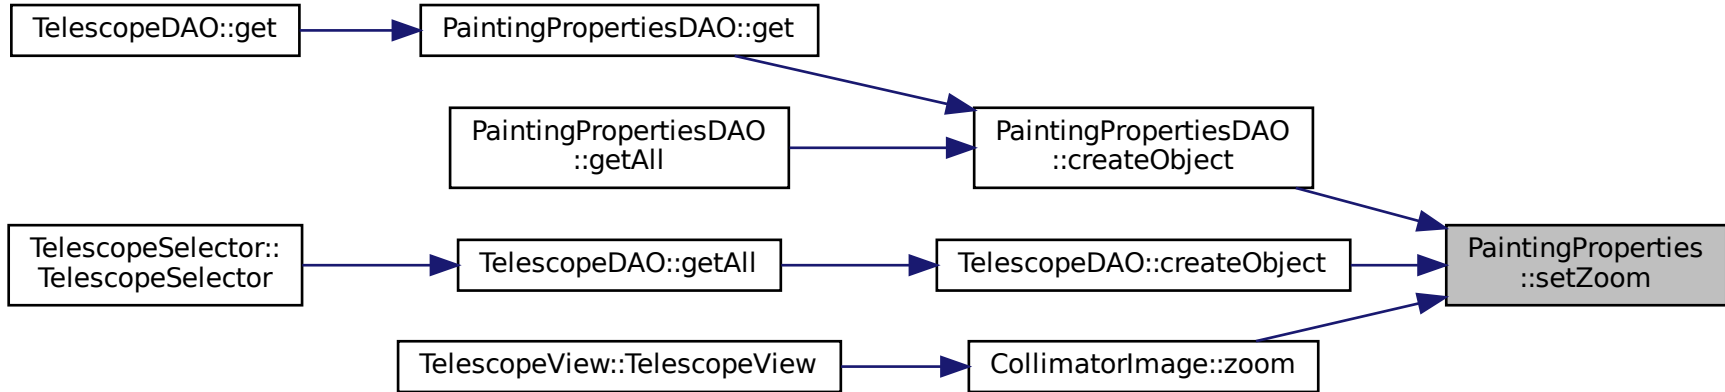 TelescopeDAO::get
PaintingPropertiesDAO::get
PaintingPropertiesDAO
::getAll
PaintingPropertiesDAO
::createObject
TelescopeSelector::
TelescopeSelector
TelescopeDAO::getAll
TelescopeDAO::createObject
PaintingProperties
::setZoom
TelescopeView::TelescopeView
CollimatorImage::zoom